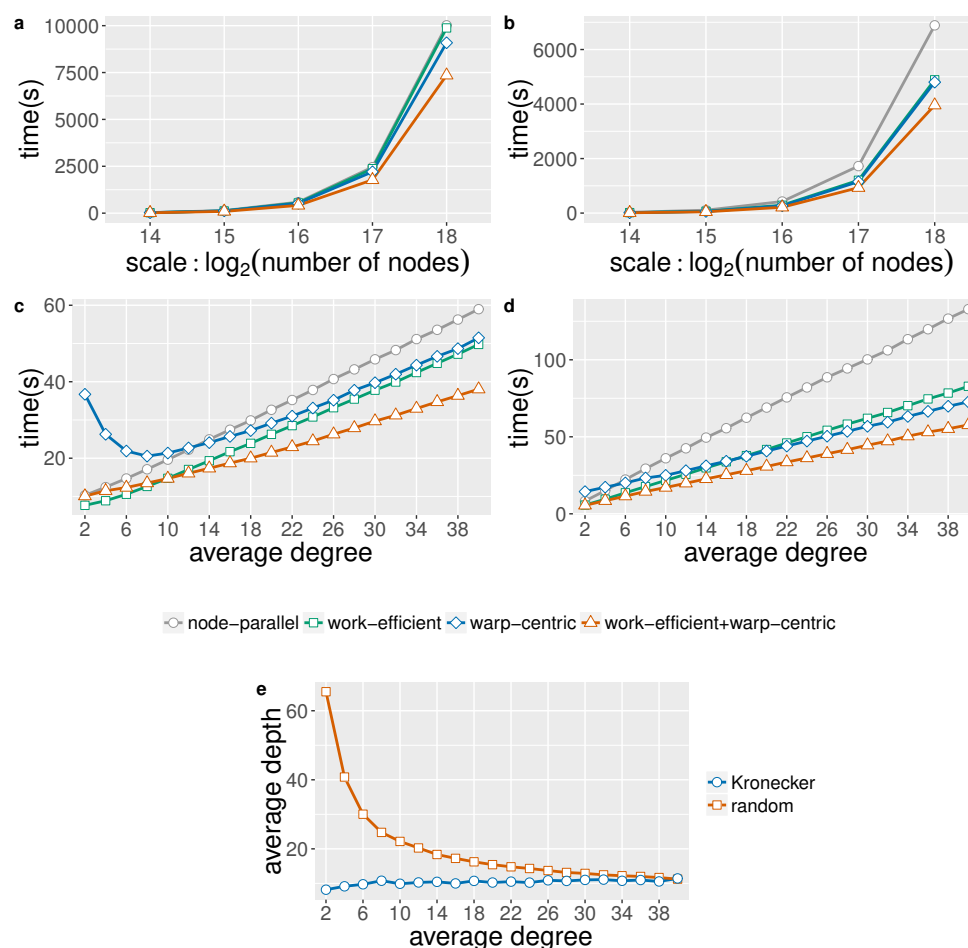 a
10000
7500
5000
2500
0
time(s)
14 15 16 17 18
scale : log2(number of nodes)
b
6000
4000
2000
0
time(s)
14 15 16 17 18
scale : log2(number of nodes)
c
60
40
20
time(s)
2 6 10 14 18 22 26 30 34 38
average degree
d
100
50
0
time(s)
2 6 10 14 18 22 26 30 34 38
average degree
node−parallel work−efficient warp−centric work−efficient+warp−centric
e
60
40
20
average depth
2 6 10 14 18 22 26 30 34 38
average degree
Kronecker
random